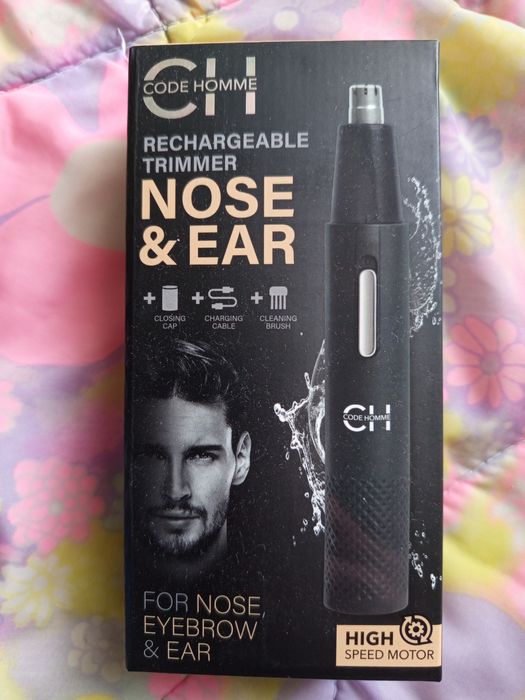 CH
CODE HOMME
RECHARGEABLE
TRIMMER
NOSE
& EAR
+ CLOSING
CAP
+ CHARGING
CABLE
+ CLEANING
BRUSH
CH
CODE HOMME
FOR NOSE,
EYEBROW
& EAR
HIGH
SPEED MOTOR